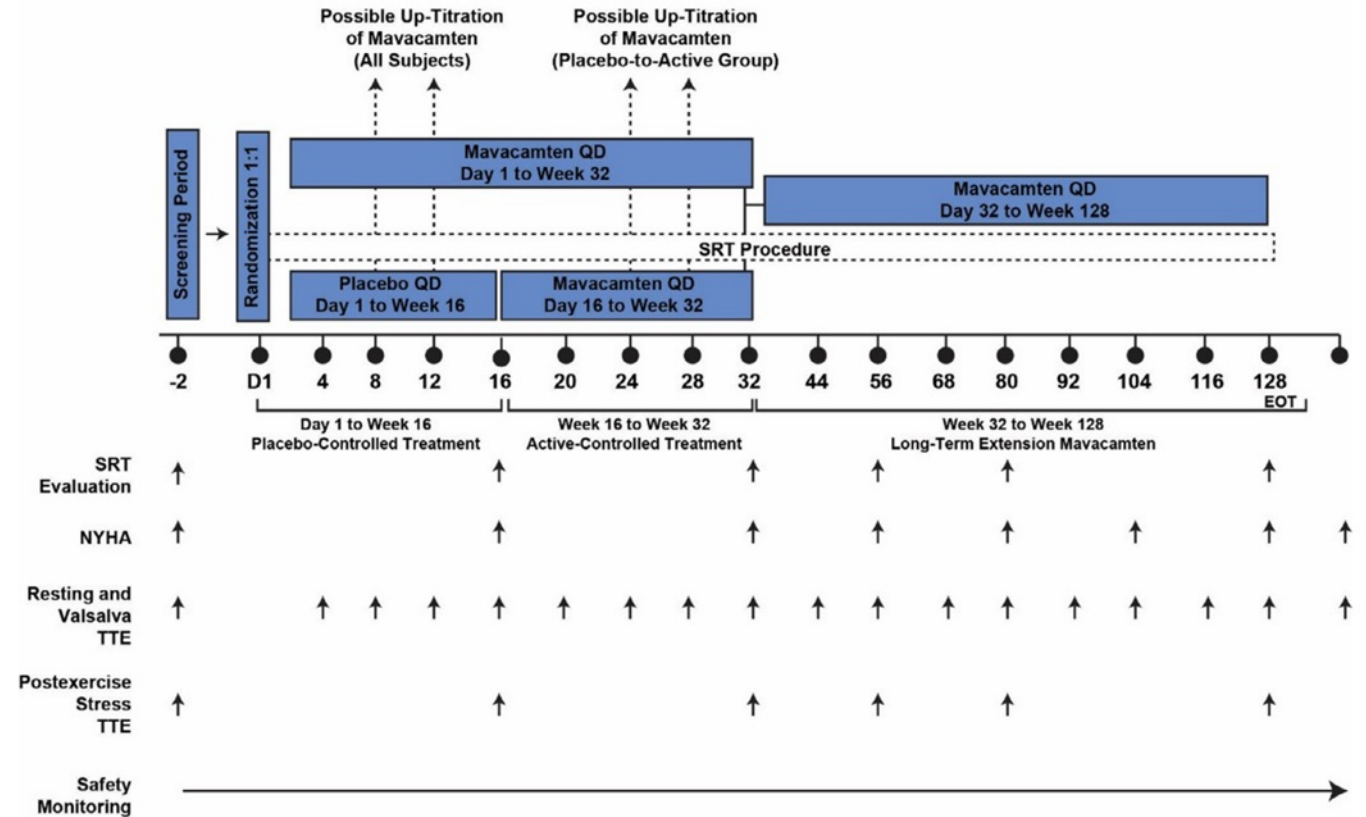 Possible Up-Titration
of Mavacamten
(All Subjects)
Possible Up-Titration
of Mavacamten
(Placebo-to-Active Group)
Screening Period
Randomization 1:1
Mavacamten QD
Day 1 to Week 32
Mavacamten QD
Day 32 to Week 128
SRT Procedure
Placebo QD
Day 1 to Week 16
Mavacamten QD
Day 16 to Week 32
-2 D1 4 8 12 16 20 24 28 32 44 56 68 80 92 104 116 128
EOT
Day 1 to Week 16
Placebo-Controlled Treatment
Week 16 to Week 32
Active-Controlled Treatment
Week 32 to Week 128
Long-Term Extension Mavacamten
SRT
Evaluation
NYHA
Resting and
Valsalva
TTE
Postexercise
Stress
TTE
Safety
Monitoring